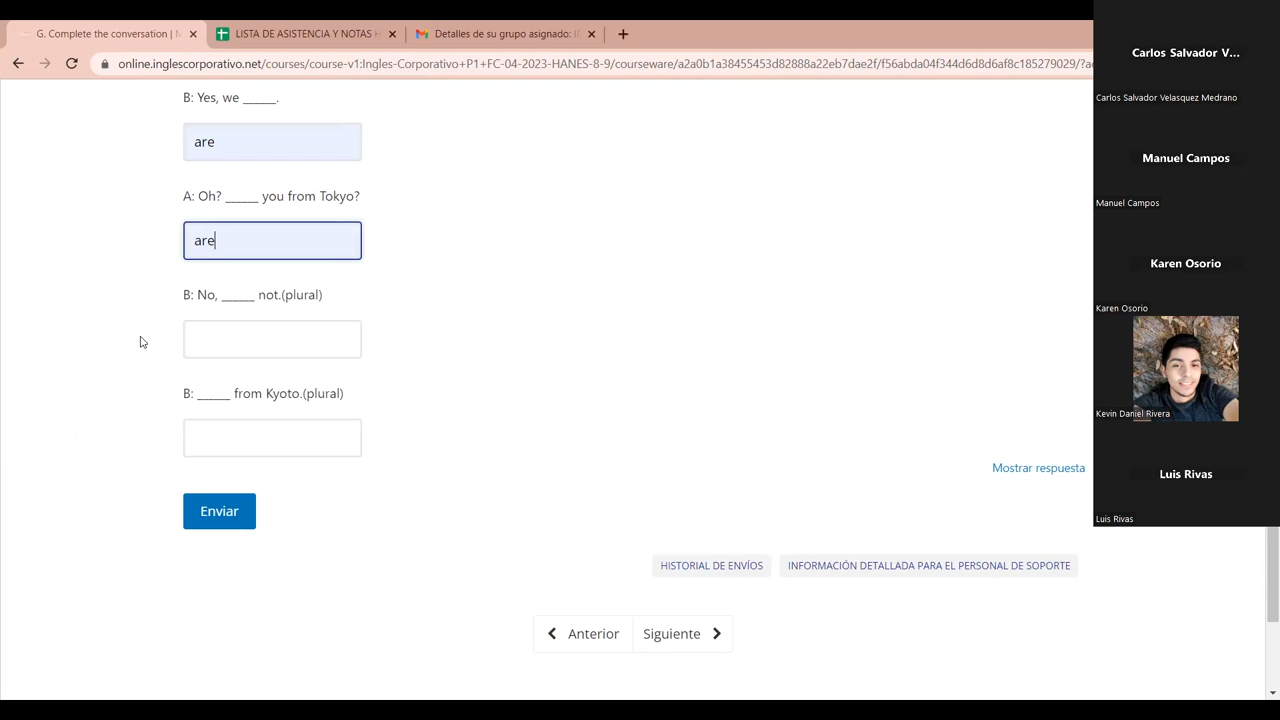 G. Complete the conversation |
LISTA DE ASISTENCIA Y NOTAS
Detalles de su grupo asignado:
online.inglescorporativo.net/courses/course-v1:Ingles-Corporativo+P1+FC-04-2023-HANES-8-9/courseware/a2a0b1a38455453d82888a22eb7dae2f/f56abda04f344d6d8d6af8c185279029/?a
B: Yes, we _____.
are
A: Oh? _____ you from Tokyo?
are
B: No, _____ not.(plural)
B: _____ from Kyoto.(plural)
Mostrar respuesta
Enviar
HISTORIAL DE ENVÍOS
INFORMACIÓN DETALLADA PARA EL PERSONAL DE SOPORTE
Anterior
Siguiente
Carlos Salvador V...
Carlos Salvador Velasquez Medrano
Manuel Campos
Manuel Campos
Karen Osorio
Karen Osorio
Kevin Daniel Rivera
Luis Rivas
Luis Rivas